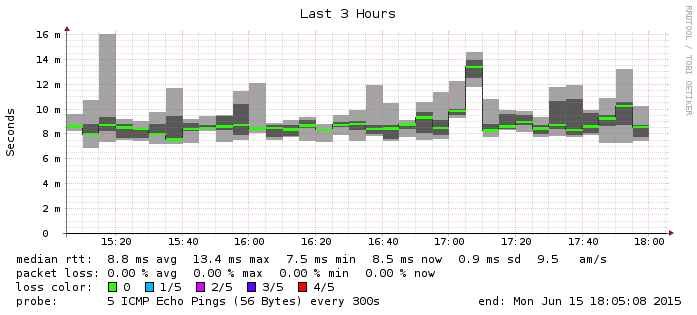 Last 3 Hours
RRDTOOL / TOBI OETIKER
Seconds
16 m
14 m
12 m
10 m
8 m
6 m
4 m
2 m
0
15:20 15:40 16:00 16:20 16:40 17:00 17:20 17:40 18:00
median rtt: 8.8 ms avg 13.4 ms max 7.5 ms min 8.5 ms now 0.9 ms sd 9.5 am/s
packet loss: 0.00 % avg 0.00 % max 0.00 % min 0.00 % now
loss color: 0 1/5 2/5 3/5 4/5
probe: 5 ICMP Echo Pings (56 Bytes) every 300s end: Mon Jun 15 18:05:08 2015